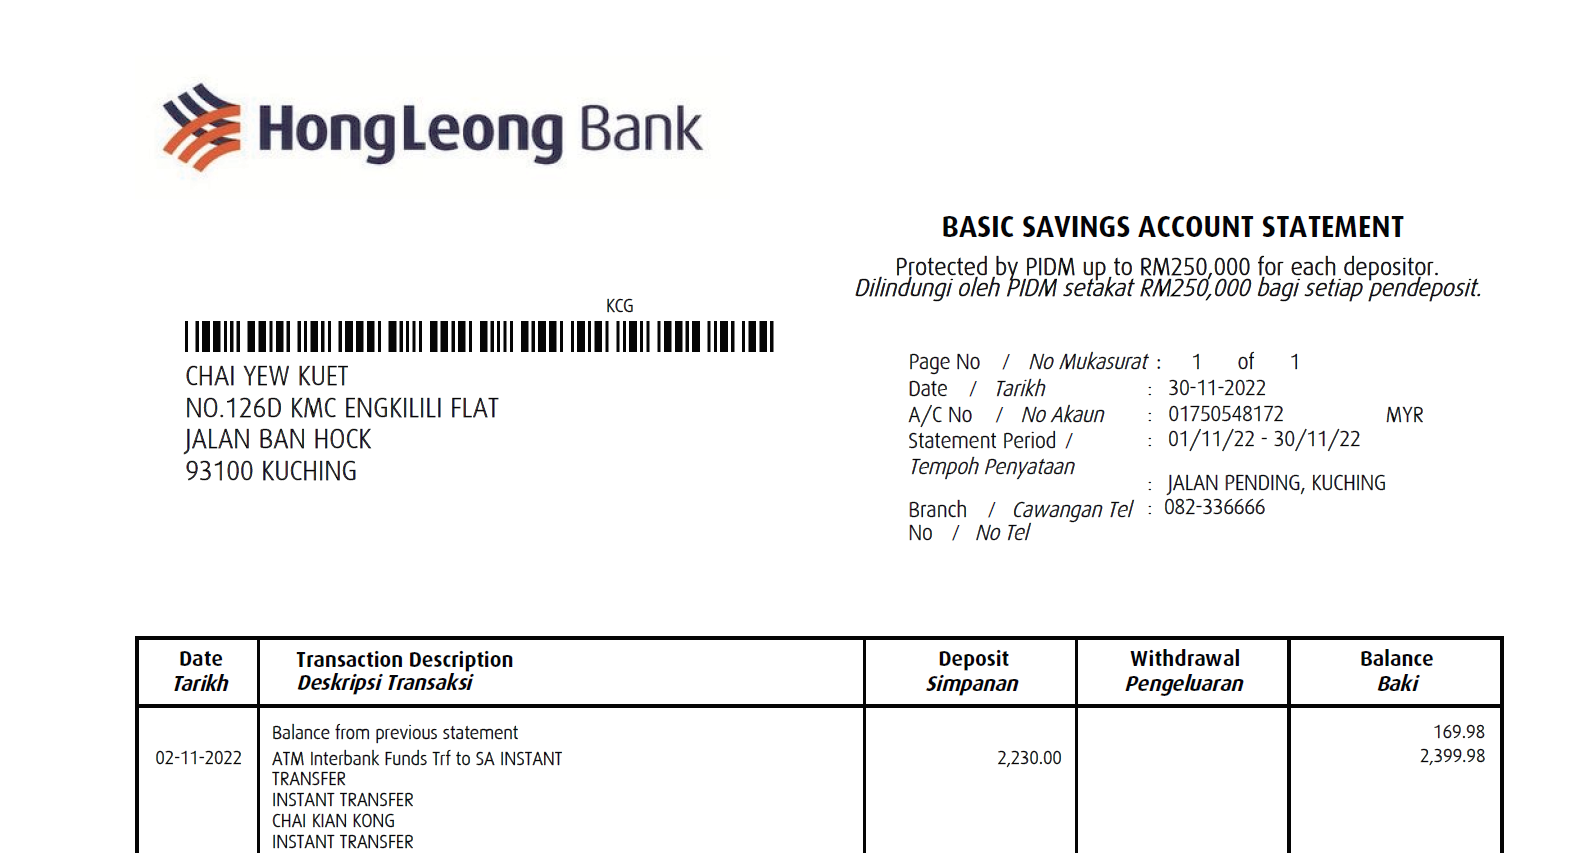 HongLeong Bank
BASIC SAVINGS ACCOUNT STATEMENT
Protected by PIDM up to RM250,000 for each depositor.
Dilindungi oleh PIDM setakat RM250,000 bagi setiap pendeposit.
KCG
CHAI YEW KUET
NO.126D KMC ENGKILILI FLAT
JALAN BAN HOCK
93100 KUCHING
Page No / No Mukasurat : 1 of 1
Date / Tarikh : 30-11-2022
A/C No / No Akaun : 01750548172 MYR
Statement Period / : 01/11/22 - 30/11/22
Tempoh Penyataan
: JALAN PENDING, KUCHING
Branch / Cawangan Tel : 082-336666
No / No Tel
Date Transaction Description Deposit Withdrawal Balance
Tarikh Deskripsi Transaksi Simpanan Pengeluaran Baki
Balance from previous statement 169.98
02-11-2022 ATM Interbank Funds Trf to SA INSTANT 2,230.00 2,399.98
TRANSFER
INSTANT TRANSFER
CHAI KIAN KONG
INSTANT TRANSFER